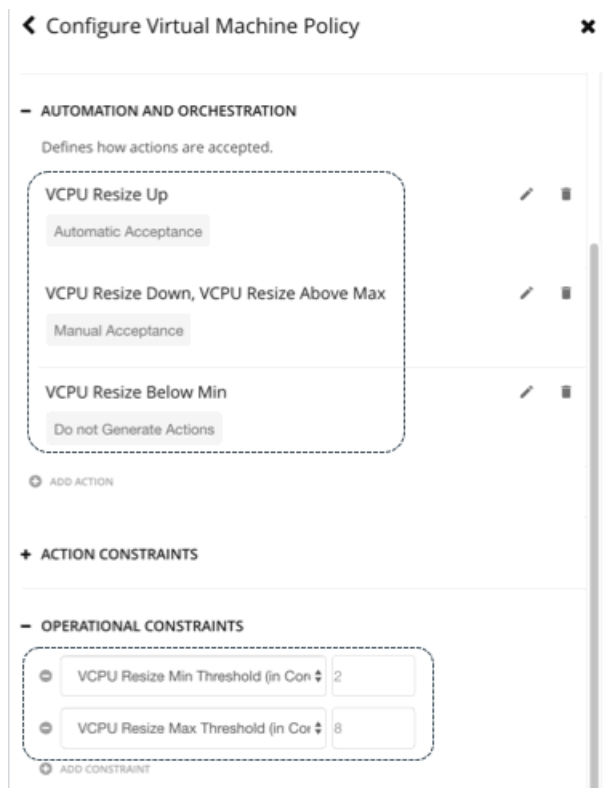 Configure Virtual Machine Policy
AUTOMATION AND ORCHESTRATION
Defines how actions are accepted.
VCPU Resize Up
Automatic Acceptance
VCPU Resize Down, VCPU Resize Above Max
Manual Acceptance
VCPU Resize Below Min
Do not Generate Actions
ADD ACTION
ACTION CONSTRAINTS
OPERATIONAL CONSTRAINTS
VCPU Resize Min Threshold (in Cor 2
VCPU Resize Max Threshold (in Cor 8
ADD CONSTRAINT